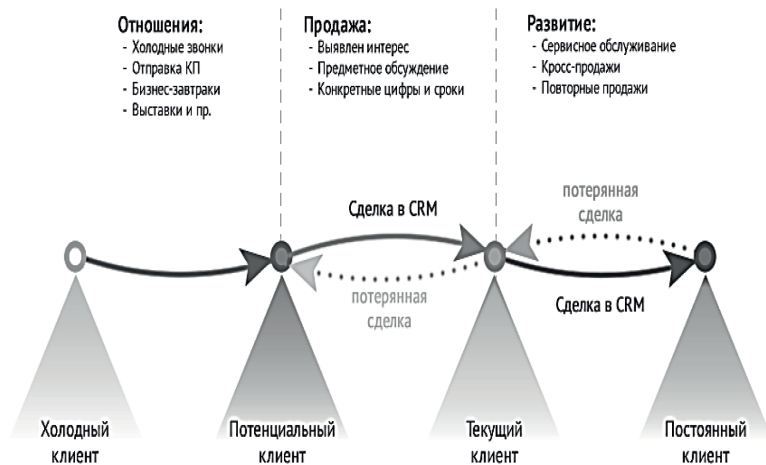 Отношения:
- Холодные звонки
- Отправка КП
- Бизнес-завтраки
- Выставки и пр.
Продажа:
- Выявлен интерес
- Предметное обсуждение
- Конкретные цифры и сроки
Развитие:
- Сервисное обслуживание
- Кросс-продажи
- Повторные продажи
Сделка в CRM
потерянная
сделка
потерянная
сделка
Сделка в CRM
Холодный
клиент
Потенциальный
клиент
Текущий
клиент
Постоянный
клиент